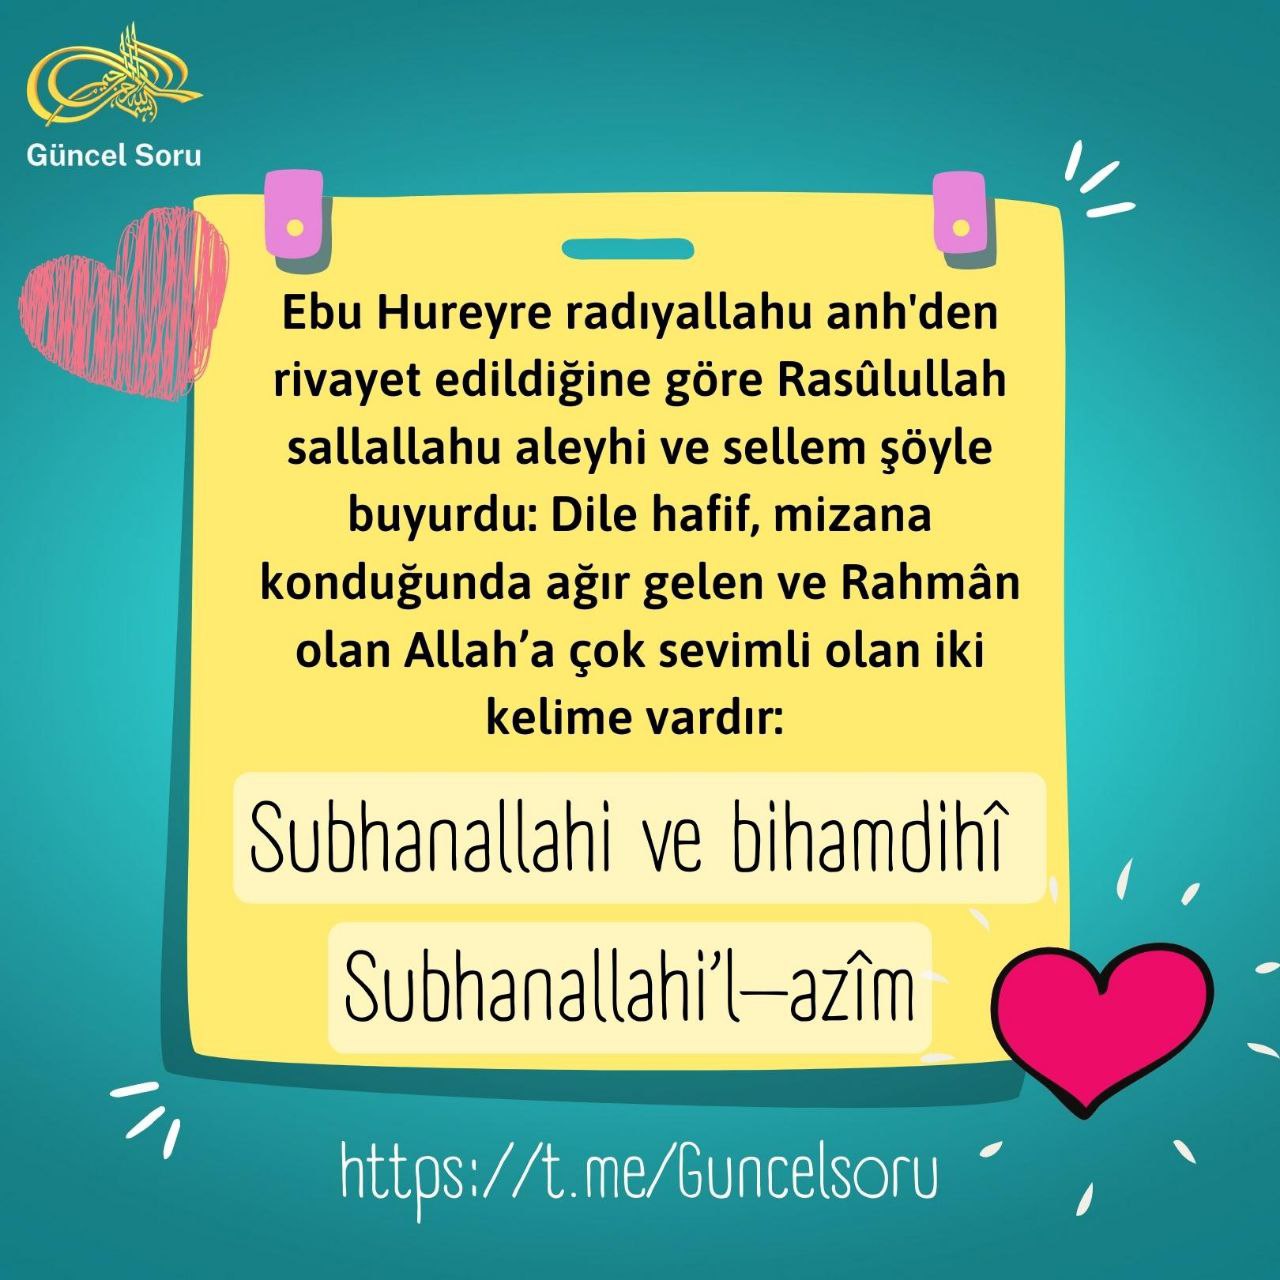 Güncel Soru
Ebu Hureyre radıyallahu anh'den
rivayet edildiğine göre Rasûlullah
sallallahu aleyhi ve sellem şöyle
buyurdu: Dile hafif, mizana
konduğunda ağır gelen ve Rahmân
olan Allah’a çok sevimli olan iki
kelime vardır:
Subhanallahi ve bihamdihî
Subhanallahi’l–azîm
https://t.me/Guncelsoru